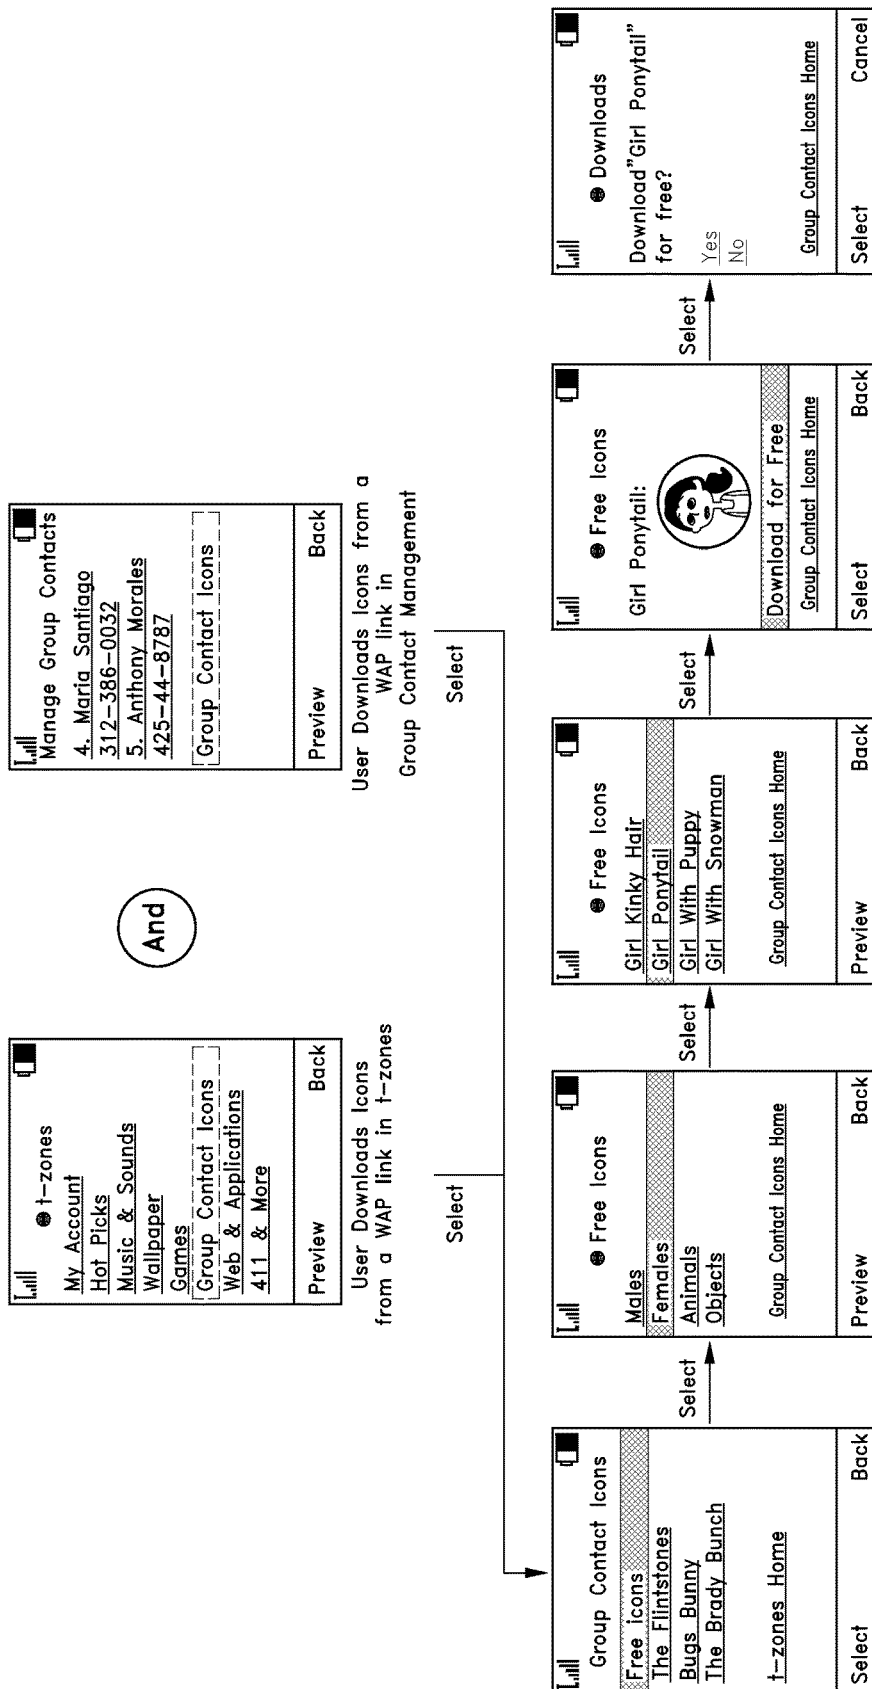 t-zones
My Account
Hot Picks
Music & Sounds
Wallpaper
Games
Group Contact Icons
Web & Applications
411 & More
Preview Back
User Downloads Icons
from a WAP link in t-zones
And
Manage Group Contacts
4. Maria Santiago
312-386-0032
5. Anthony Morales
425-44-8787
Group Contact Icons
Preview Back
User Downloads Icons from a
WAP link in
Group Contact Management
Select
Select
Group Contact Icons
Free icons
The Flintstones
Bugs Bunny
The Brady Bunch
t-zones Home
Select Back
Select
Free Icons
Males
Females
Animals
Objects
Group Contact Icons Home
Preview Back
Select
Free Icons
Girl Kinky Hair
Girl Ponytail
Girl With Puppy
Girl With Snowman
Group Contact Icons Home
Preview Back
Select
Free Icons
Girl Ponytail:
Download for Free
Group Contact Icons Home
Select Back
Select
Downloads
Download"Girl Ponytail"
for free?
Yes
No
Group Contact Icons Home
Select Cancel